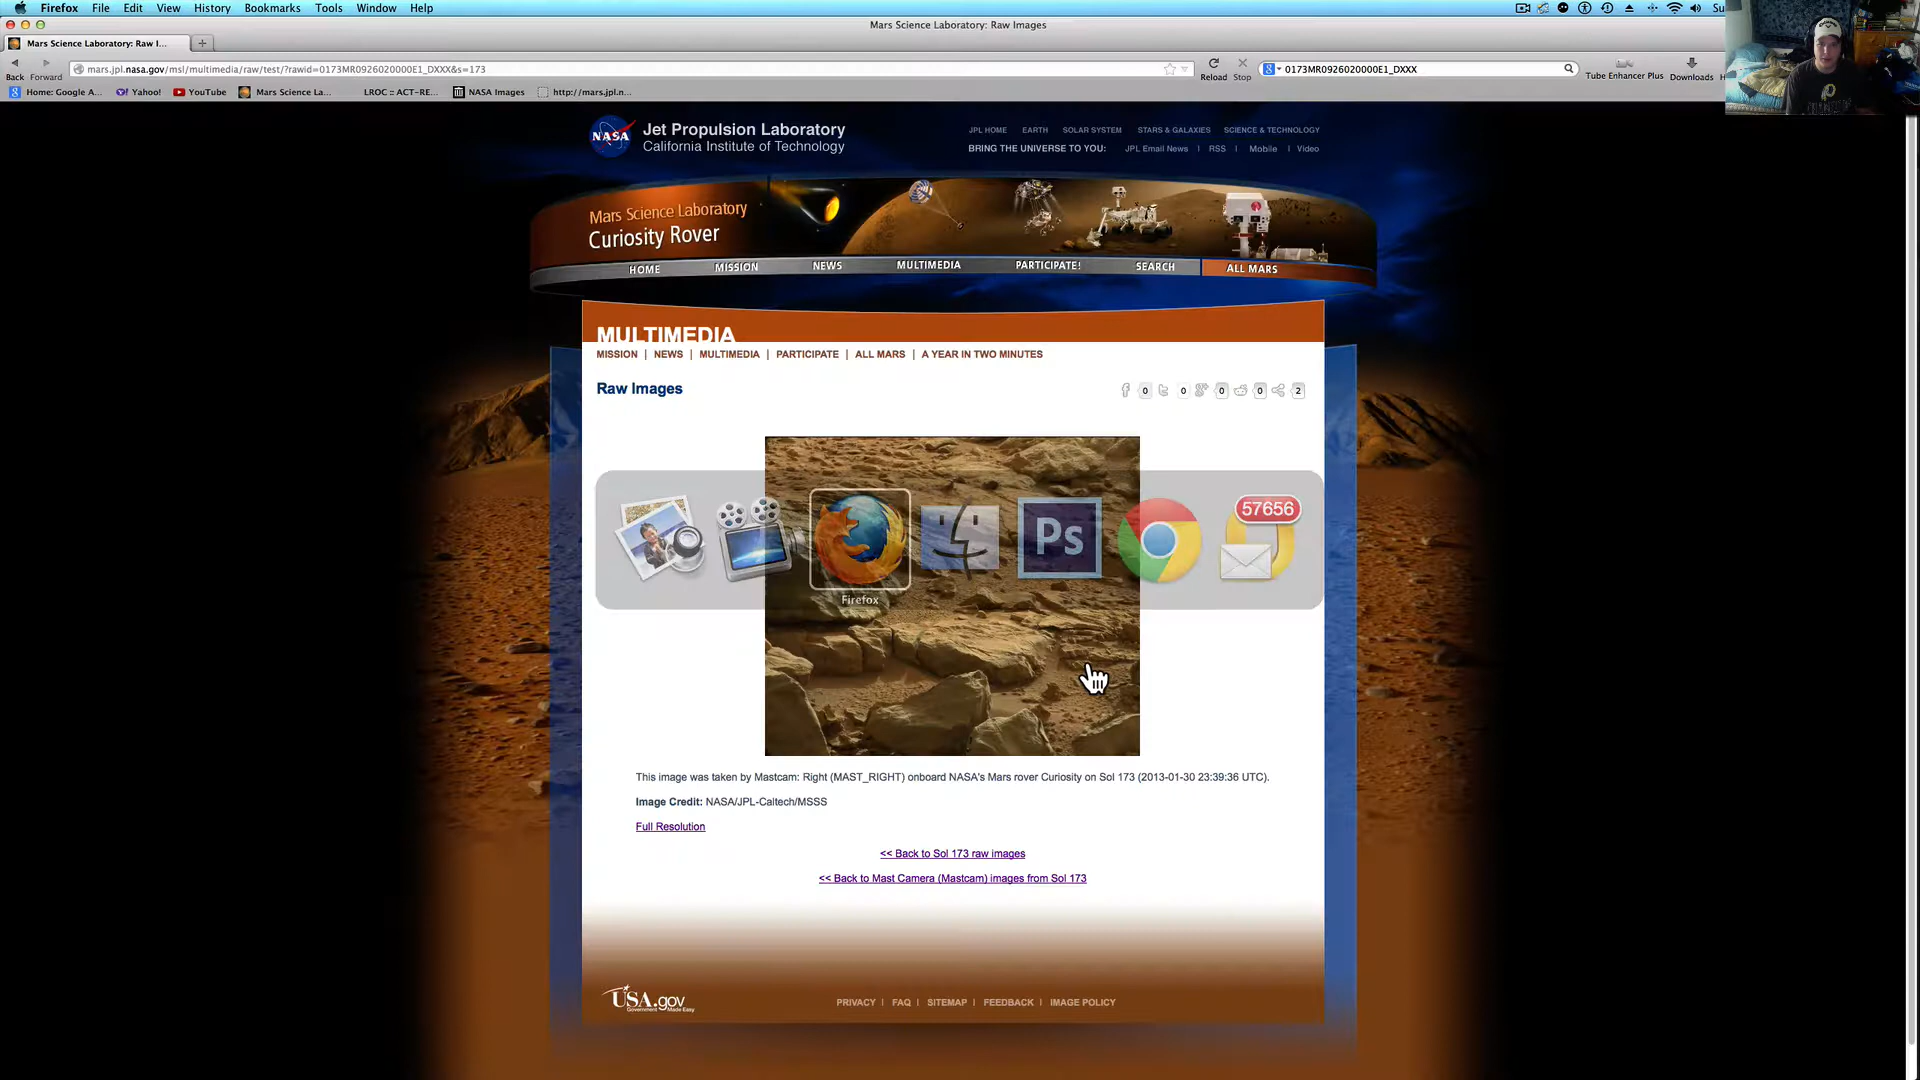 Firefox File Edit View History Bookmarks Tools Window Help Su
Mars Science Laboratory: Raw Images
Mars Science Laboratory: Raw I...
Back Forward mars.jpl.nasa.gov/msl/multimedia/raw/test/?rawid=0173MR0926020000E1_DXXX&s=173 Reload Stop 0173MR0926020000E1_DXXX Tube Enhancer Plus Downloads
Home: Google A... Yahoo! YouTube Mars Science La... LROC :: ACT-RE... NASA Images http://mars.jpl.n...
NASA Jet Propulsion Laboratory
California Institute of Technology
JPL HOME EARTH SOLAR SYSTEM STARS & GALAXIES SCIENCE & TECHNOLOGY
BRING THE UNIVERSE TO YOU: JPL Email News | RSS | Mobile | Video
Mars Science Laboratory
Curiosity Rover
HOME MISSION NEWS MULTIMEDIA PARTICIPATE! SEARCH ALL MARS
MULTIMEDIA
MISSION | NEWS | MULTIMEDIA | PARTICIPATE | ALL MARS | A YEAR IN TWO MINUTES
Raw Images
0 0 0 0 2
57656
Ps
Firefox
This image was taken by Mastcam: Right (MAST_RIGHT) onboard NASA's Mars rover Curiosity on Sol 173 (2013-01-30 23:39:36 UTC).
Image Credit: NASA/JPL-Caltech/MSSS
Full Resolution
<< Back to Sol 173 raw images
<< Back to Mast Camera (Mastcam) images from Sol 173
USA.gov
Government Made Easy
PRIVACY | FAQ | SITEMAP | FEEDBACK | IMAGE POLICY